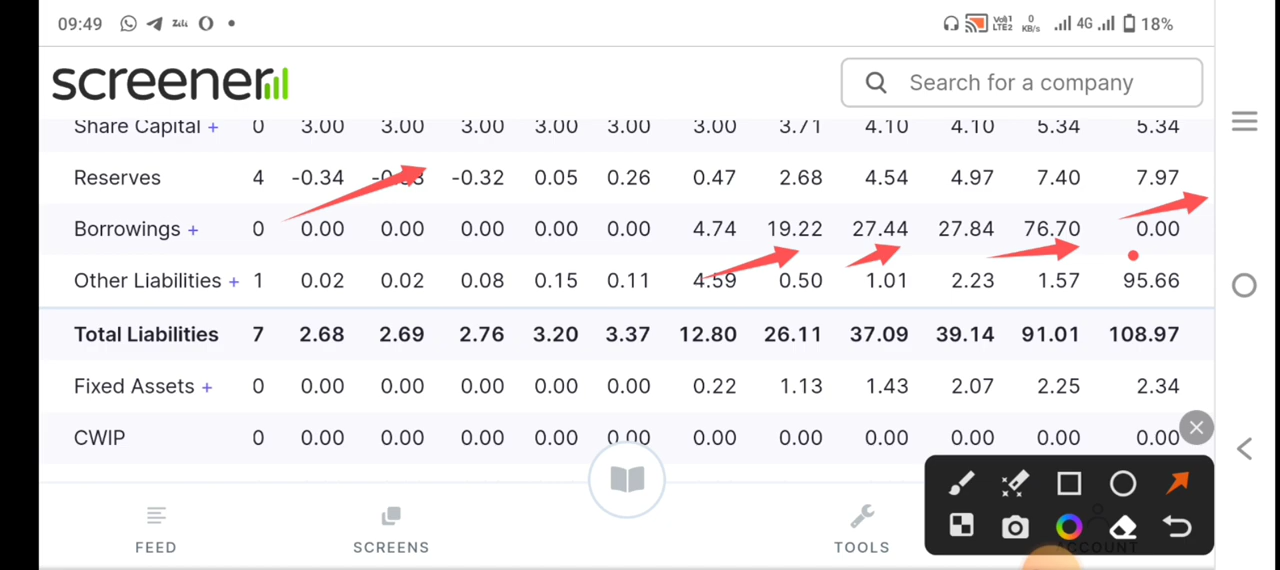 09:49 Zili Vol) 1 LTE2 0 KB/s 4G 18%
screener Search for a company
Share Capital + 0 3.00 3.00 3.00 3.00 3.00 3.00 3.71 4.10 4.10 5.34 5.34
Reserves 4 -0.34 -0.32 0.05 0.26 0.47 2.68 4.54 4.97 7.40 7.97
Borrowings + 0 0.00 0.00 0.00 0.00 0.00 4.74 19.22 27.44 27.84 76.70 0.00
Other Liabilities + 1 0.02 0.02 0.08 0.15 0.11 4.59 0.50 1.01 2.23 1.57 95.66
Total Liabilities 7 2.68 2.69 2.76 3.20 3.37 12.80 26.11 37.09 39.14 91.01 108.97
Fixed Assets + 0 0.00 0.00 0.00 0.00 0.00 0.22 1.13 1.43 2.07 2.25 2.34
CWIP 0 0.00 0.00 0.00 0.00 0.00 0.00 0.00 0.00 0.00 0.00 0.00
FEED SCREENS TOOLS ACCOUNT